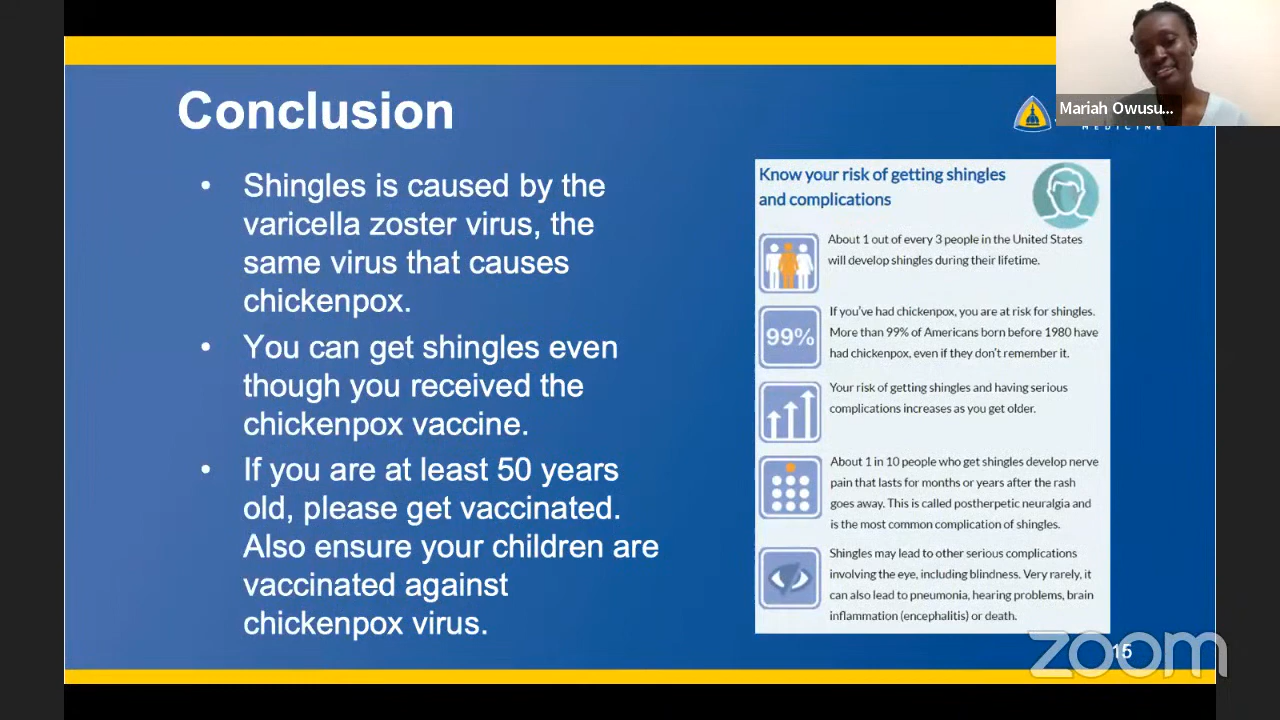 Conclusion
Mariah Owusu...
MEDICINE
• Shingles is caused by the
varicella zoster virus, the
same virus that causes
chickenpox.
• You can get shingles even
though you received the
chickenpox vaccine.
• If you are at least 50 years
old, please get vaccinated.
Also ensure your children are
vaccinated against
chickenpox virus.
Know your risk of getting shingles
and complications
About 1 out of every 3 people in the United States
will develop shingles during their lifetime.
99%
If you've had chickenpox, you are at risk for shingles.
More than 99% of Americans born before 1980 have
had chickenpox, even if they don't remember it.
Your risk of getting shingles and having serious
complications increases as you get older.
About 1 in 10 people who get shingles develop nerve
pain that lasts for months or years after the rash
goes away. This is called postherpetic neuralgia and
is the most common complication of shingles.
Shingles may lead to other serious complications
involving the eye, including blindness. Very rarely, it
can also lead to pneumonia, hearing problems, brain
inflammation (encephalitis) or death.
15
zoom